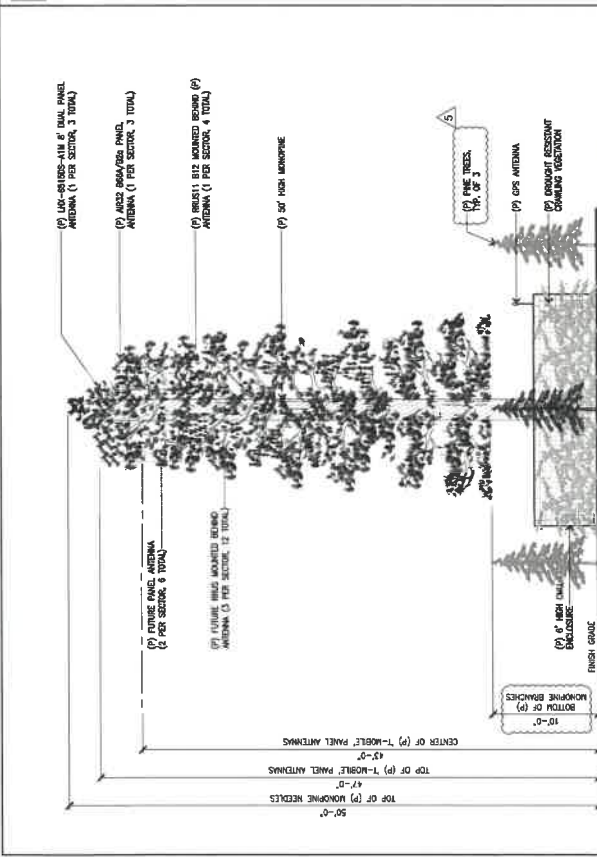 (P) LNX-6515DS-A1M 8' DUAL PANEL
ANTENNA (1 PER SECTOR, 3 TOTAL)
(P) AIR32 B66A/B2a PANEL
ANTENNA (1 PER SECTOR, 3 TOTAL)
(P) RRUS11 B12 MOUNTED BEHIND (P)
ANTENNA (1 PER SECTOR, 4 TOTAL)
(P) 50' HIGH MONOPINE
5
(P) PINE TREES,
TYP. OF 3
(P) GPS ANTENNA
(P) DROUGHT RESISTANT
CRAWLING VEGETATION
(P) FUTURE PANEL ANTENNA
(2 PER SECTOR, 6 TOTAL)
(P) FUTURE RRUS MOUNTED BEHIND
ANTENNA (3 PER SECTOR, 12 TOTAL)
(P) 6' HIGH
ENCLOSURE
FINISH GRADE
10'-0"
BOTTOM OF (P)
MONOPINE BRANCHES
43'-0"
CENTER OF (P) "T-MOBILE" PANEL ANTENNAS
47'-0"
TOP OF (P) "T-MOBILE" PANEL ANTENNAS
50'-0"
TOP OF (P) MONOPINE NEEDLES